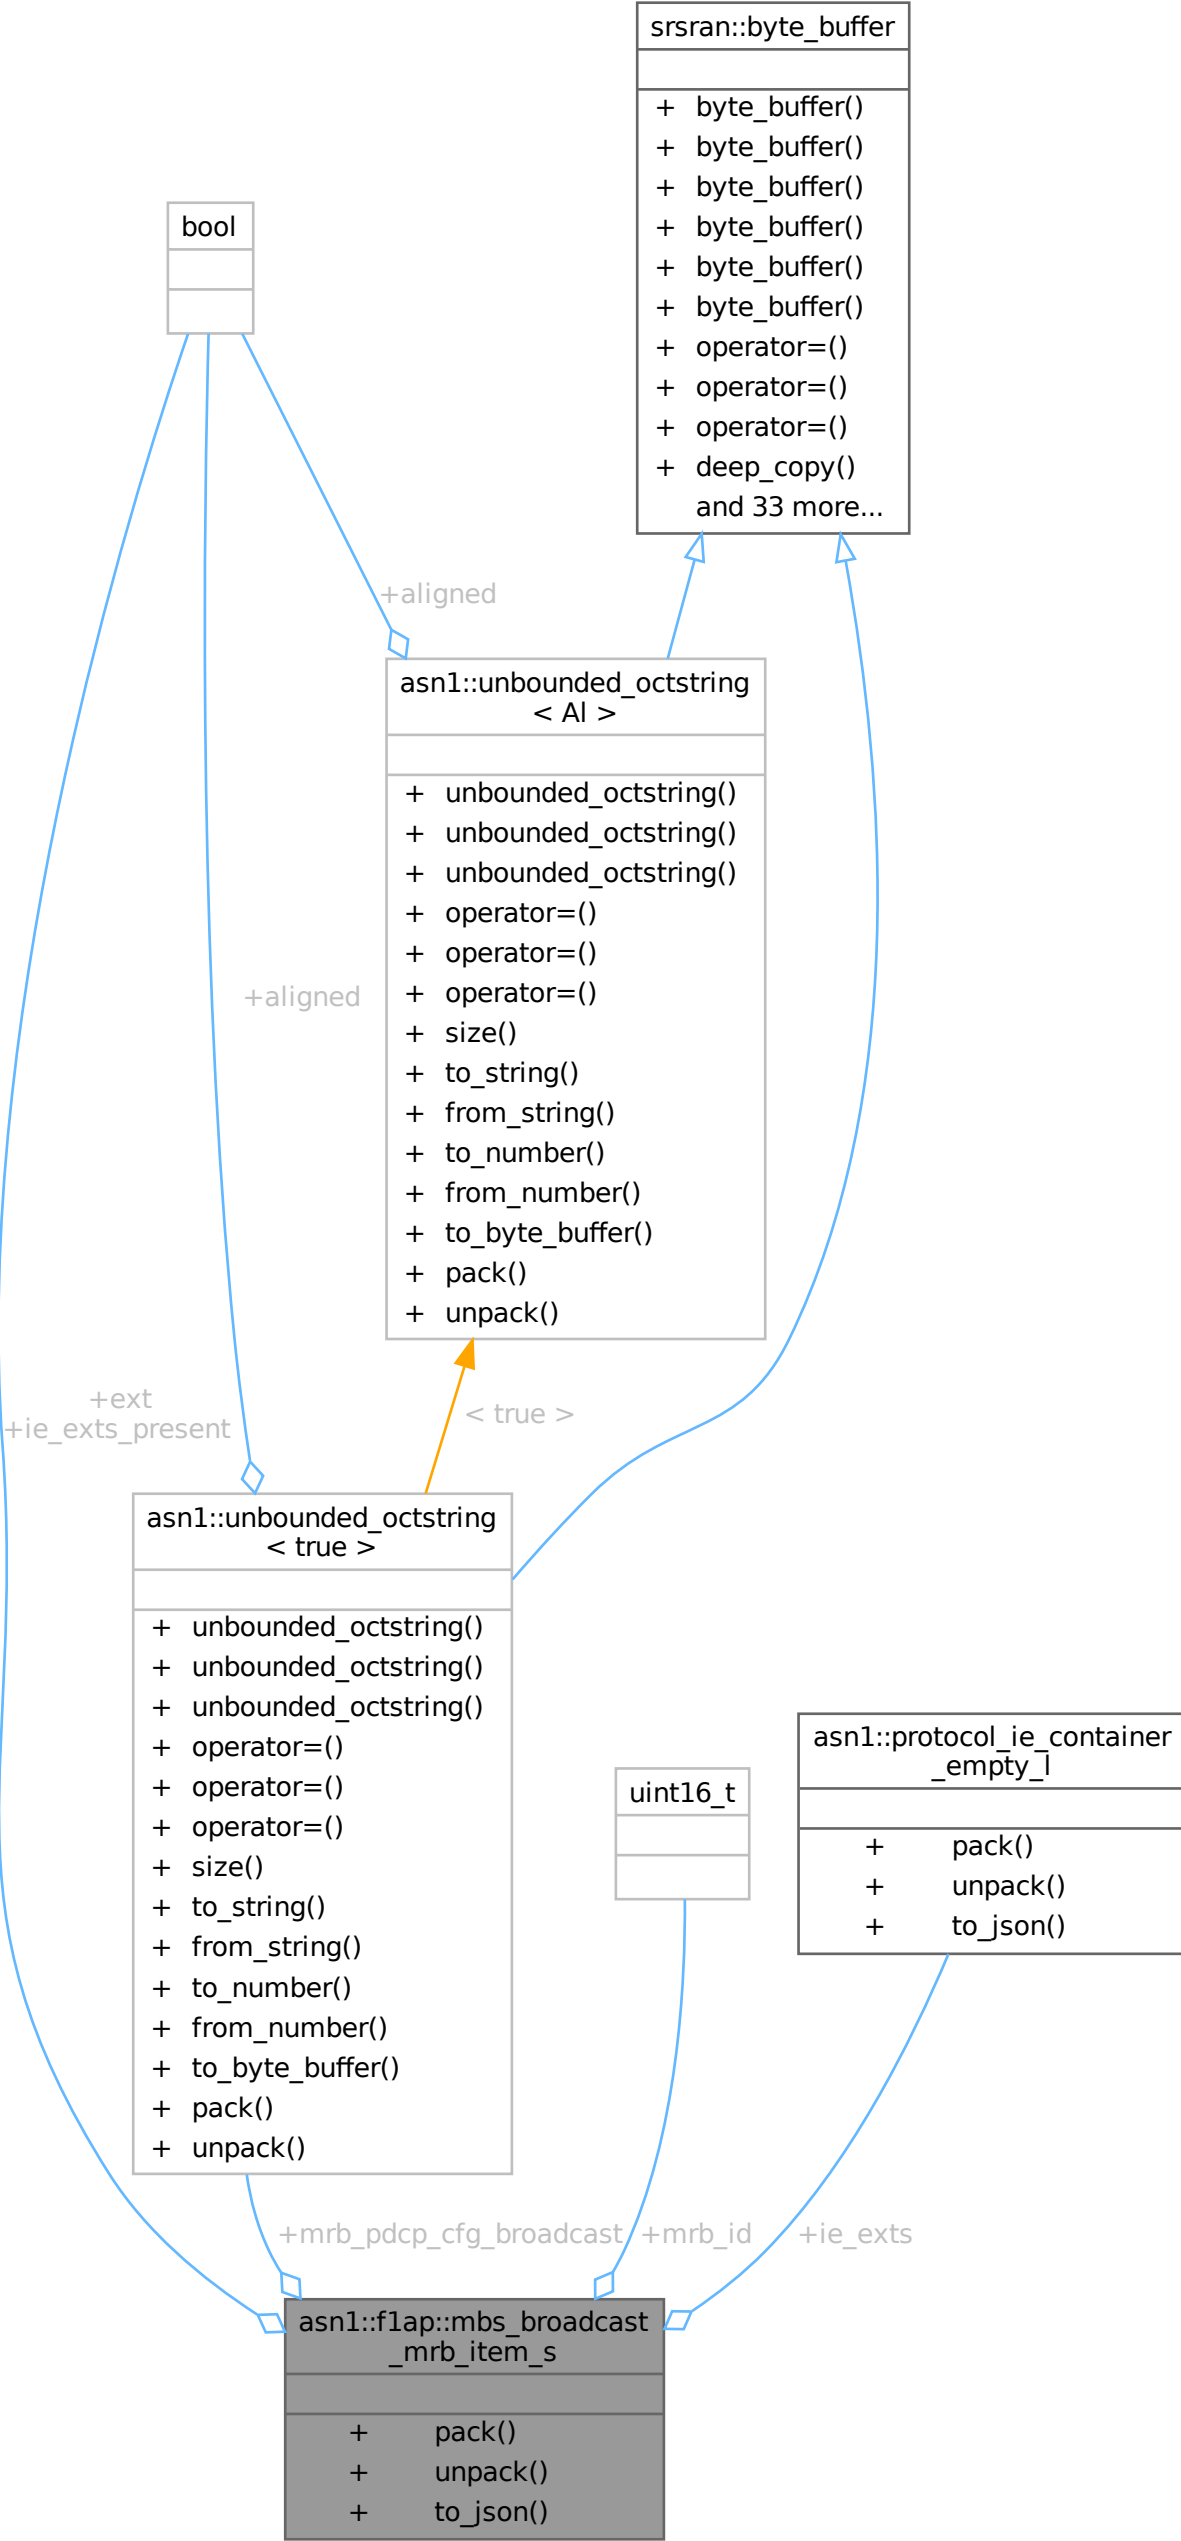 srsran::byte_buffer
+ byte_buffer()
+ byte_buffer()
+ byte_buffer()
+ byte_buffer()
+ byte_buffer()
+ byte_buffer()
+ operator=()
+ operator=()
+ operator=()
+ deep_copy()
and 33 more...
bool
+aligned
asn1::unbounded_octstring
< Al >
+ unbounded_octstring()
+ unbounded_octstring()
+ unbounded_octstring()
+ operator=()
+ operator=()
+ operator=()
+ size()
+ to_string()
+ from_string()
+ to_number()
+ from_number()
+ to_byte_buffer()
+ pack()
+ unpack()
+aligned
+ext
+ie_exts_present
< true >
asn1::unbounded_octstring
< true >
+ unbounded_octstring()
+ unbounded_octstring()
+ unbounded_octstring()
+ operator=()
+ operator=()
+ operator=()
+ size()
+ to_string()
+ from_string()
+ to_number()
+ from_number()
+ to_byte_buffer()
+ pack()
+ unpack()
uint16_t
asn1::protocol_ie_container
_empty_l
+ pack()
+ unpack()
+ to_json()
+mrb_pdcp_cfg_broadcast
+mrb_id
+ie_exts
asn1::f1ap::mbs_broadcast
_mrb_item_s
+ pack()
+ unpack()
+ to_json()